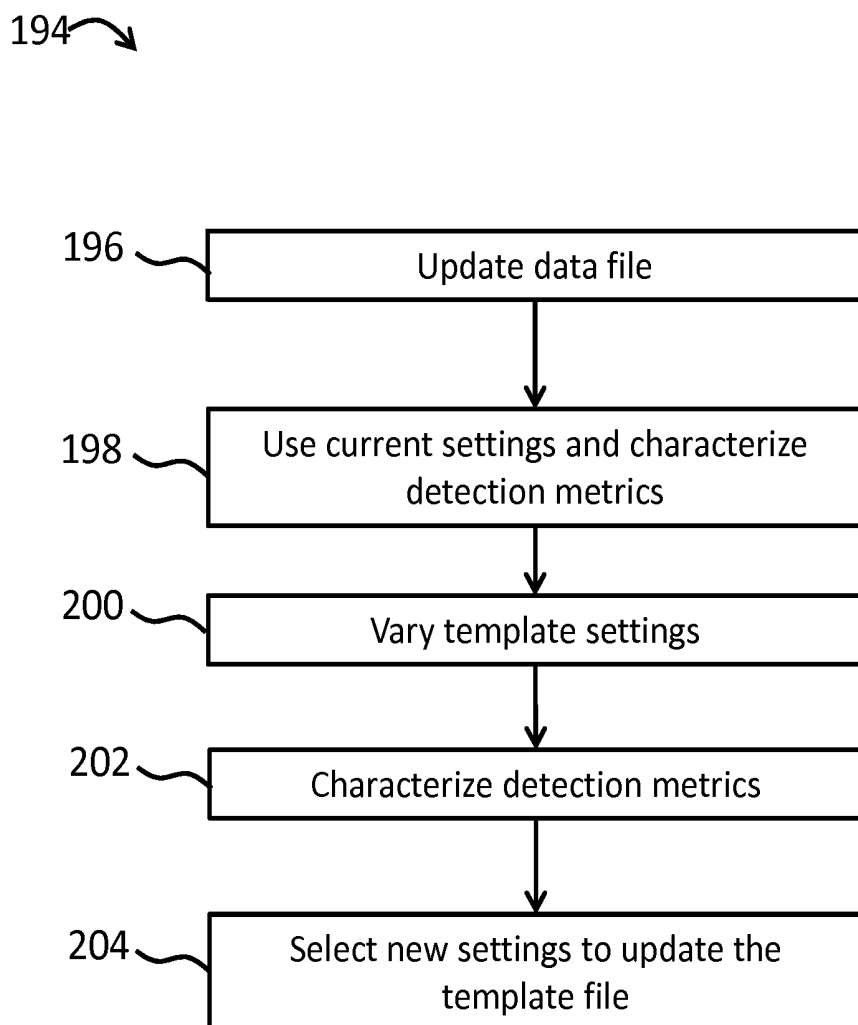 194
196
Update data file
198
Use current settings and characterize
detection metrics
200
Vary template settings
202
Characterize detection metrics
204
Select new settings to update the
template file